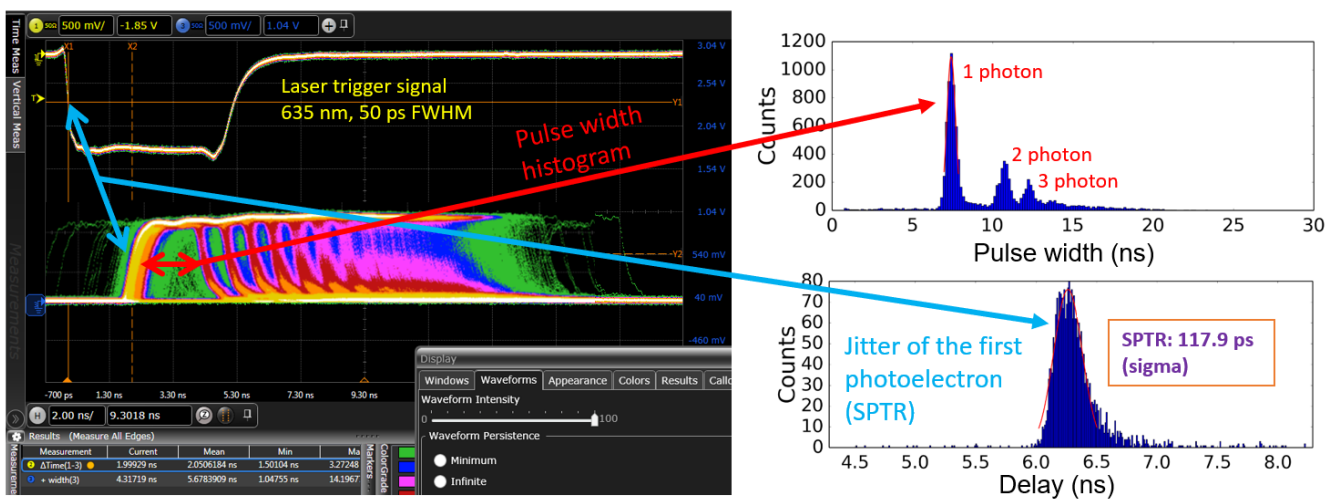 Time Meas
Vertical Meas
Measurements
1 50Ω 500 mV/ -1.85 V 3 50Ω 500 mV/ 1.04 V +
X1 X2
3.04 V
2.54 V
T
Y1
2.04 V
1.54 V
1.04 V
Y2
540 mV
40 mV
-460 mV
Laser trigger signal
635 nm, 50 ps FWHM
Pulse width
histogram
-700 ps 1.30 ns 3.30 ns 5.30 ns 7.30 ns 9.30 ns
H 2.00 ns/ 9.3018 ns Z
Display
Windows Waveforms Appearance Colors Results
Waveform Intensity
0 100
Waveform Persistence
Minimum
Infinite
Results (Measure All Edges)
Measurement Current Mean Min
ΔTime(1-3) 1.99929 ns 2.0506184 ns 1.50104 ns 3.27248
+ width(3) 4.31719 ns 5.6783909 ns 1.04755 ns 14.1967
Markers
ColorGrade
1200
1000
800
600
400
200
0
Counts
1 photon
2 photon
3 photon
0 5 10 15 20 25 30
Pulse width (ns)
80
70
60
50
40
30
20
10
0
Counts
Jitter of the first
photoelectron
(SPTR)
SPTR: 117.9 ps
(sigma)
4.5 5.0 5.5 6.0 6.5 7.0 7.5 8.0
Delay (ns)